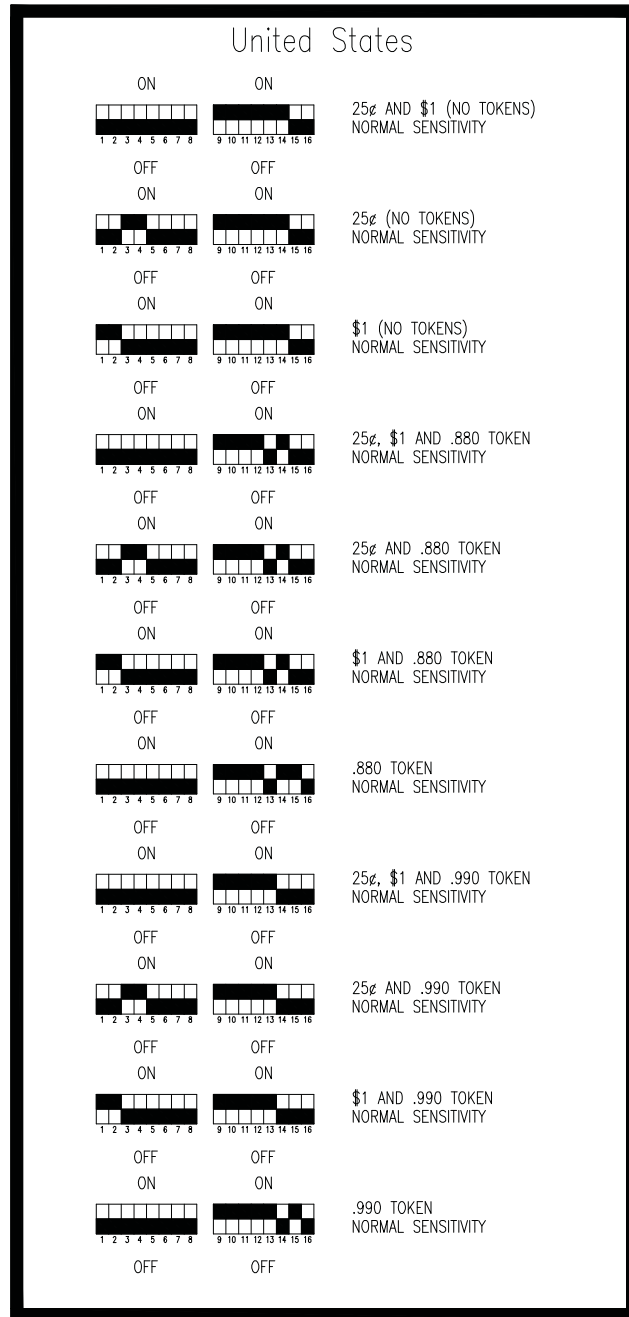 United States
ON ON
1 2 3 4 5 6 7 8 9 10 11 12 13 14 15 16
25¢ AND $1 (NO TOKENS)
NORMAL SENSITIVITY
OFF OFF
ON ON
1 2 3 4 5 6 7 8 9 10 11 12 13 14 15 16
25¢ (NO TOKENS)
NORMAL SENSITIVITY
OFF OFF
ON ON
1 2 3 4 5 6 7 8 9 10 11 12 13 14 15 16
$1 (NO TOKENS)
NORMAL SENSITIVITY
OFF OFF
ON ON
1 2 3 4 5 6 7 8 9 10 11 12 13 14 15 16
25¢, $1 AND .880 TOKEN
NORMAL SENSITIVITY
OFF OFF
ON ON
1 2 3 4 5 6 7 8 9 10 11 12 13 14 15 16
25¢ AND .880 TOKEN
NORMAL SENSITIVITY
OFF OFF
ON ON
1 2 3 4 5 6 7 8 9 10 11 12 13 14 15 16
$1 AND .880 TOKEN
NORMAL SENSITIVITY
OFF OFF
ON ON
1 2 3 4 5 6 7 8 9 10 11 12 13 14 15 16
.880 TOKEN
NORMAL SENSITIVITY
OFF OFF
ON ON
1 2 3 4 5 6 7 8 9 10 11 12 13 14 15 16
25¢, $1 AND .990 TOKEN
NORMAL SENSITIVITY
OFF OFF
ON ON
1 2 3 4 5 6 7 8 9 10 11 12 13 14 15 16
25¢ AND .990 TOKEN
NORMAL SENSITIVITY
OFF OFF
ON ON
1 2 3 4 5 6 7 8 9 10 11 12 13 14 15 16
$1 AND .990 TOKEN
NORMAL SENSITIVITY
OFF OFF
ON ON
1 2 3 4 5 6 7 8 9 10 11 12 13 14 15 16
.990 TOKEN
NORMAL SENSITIVITY
OFF OFF